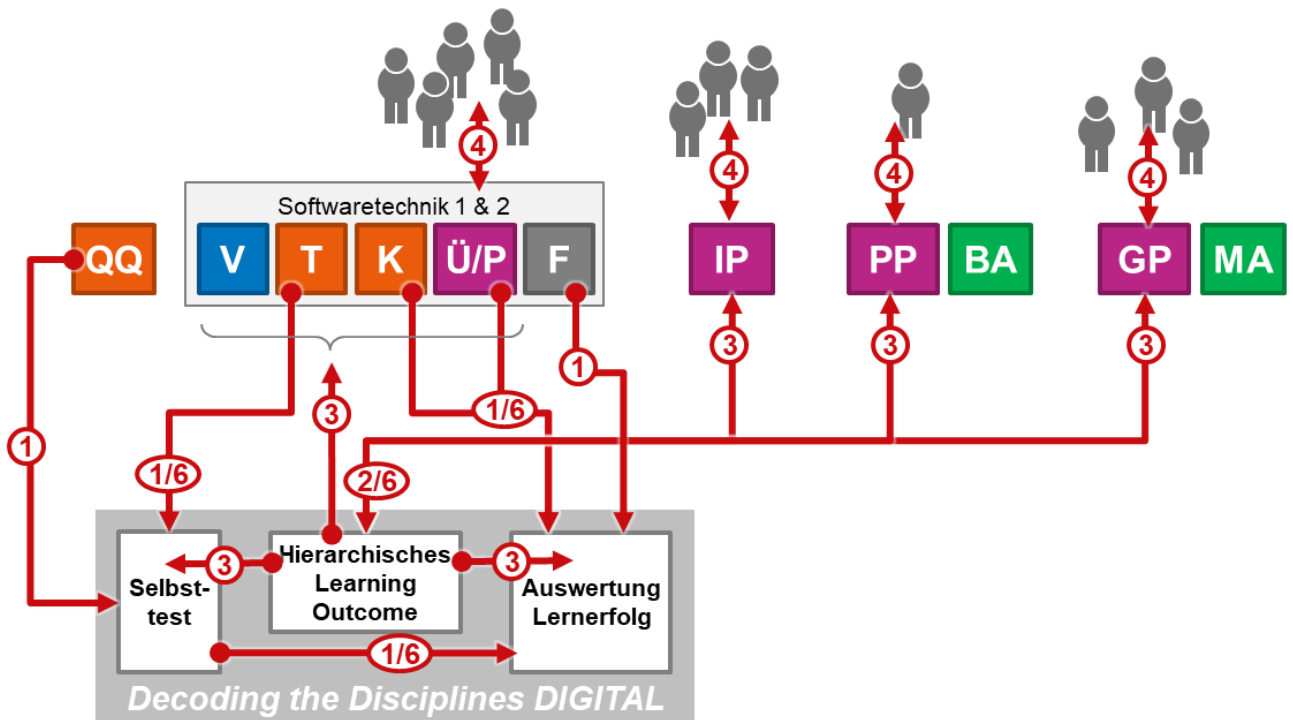 4
4
4
4
Softwaretechnik 1 & 2
QQ
V
T
K
Ü/P
F
IP
PP
BA
GP
MA
3
3
3
1
3
1/6
1
1/6
2/6
Selbst-
test
3
Hierarchisches
Learning
Outcome
3
Auswertung
Lernerfolg
1/6
Decoding the Disciplines DIGITAL